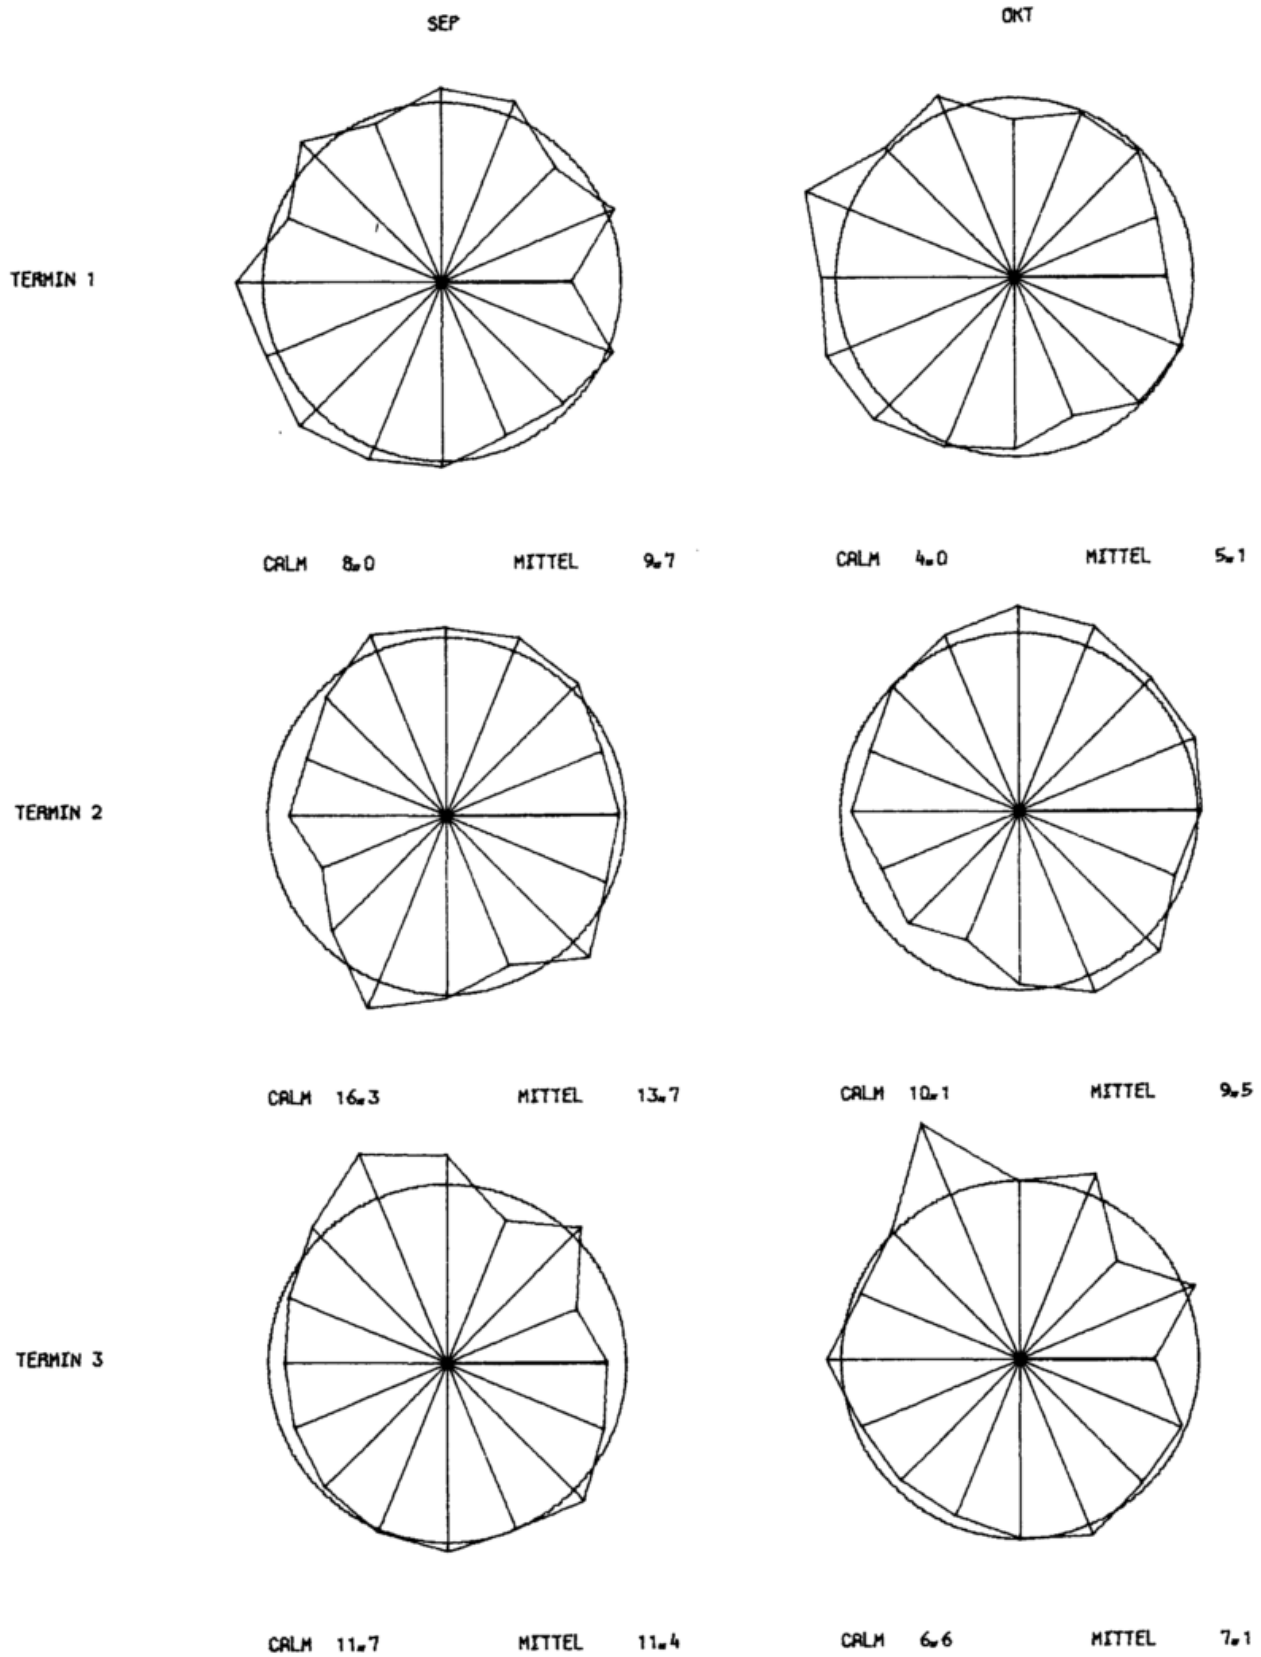 SEP OKT
TERMIN 1
CALM 8.0 MITTEL 9.7 CALM 4.0 MITTEL 5.1
TERMIN 2
CALM 16.3 MITTEL 13.7 CALM 10.1 MITTEL 9.5
TERMIN 3
CALM 11.7 MITTEL 11.4 CALM 6.6 MITTEL 7.1